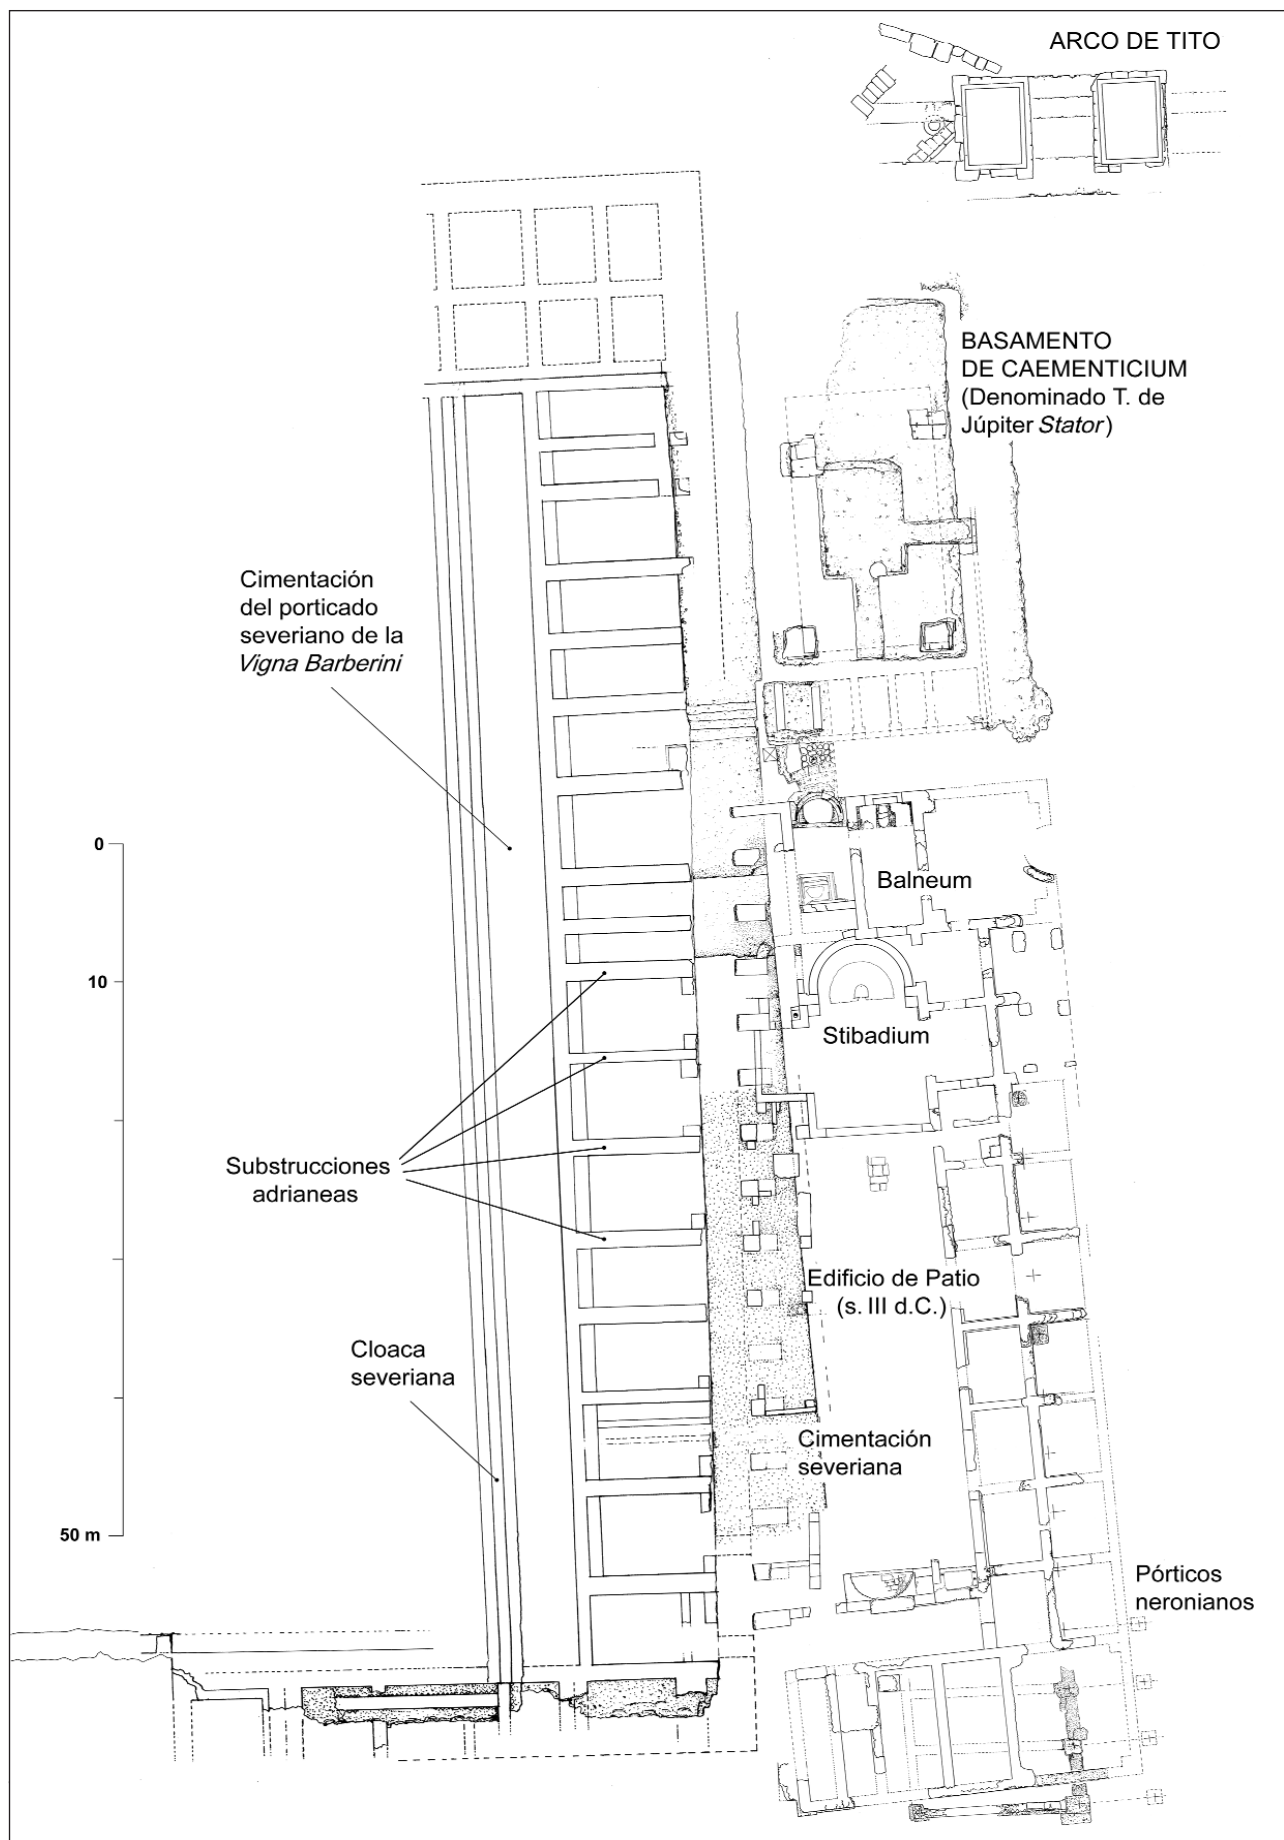 ARCO DE TITO
BASAMENTO
DE CAEMENTICIUM
(Denominado T. de
Júpiter Stator)
Cimentación
del porticado
severiano de la
Vigna Barberini
0
Balneum
10
Stibadium
Substrucciones
adrianeas
Edificio de Patio
(s. III d.C.)
Cloaca
severiana
Cimentación
severiana
50 m
Pórticos
neronianos